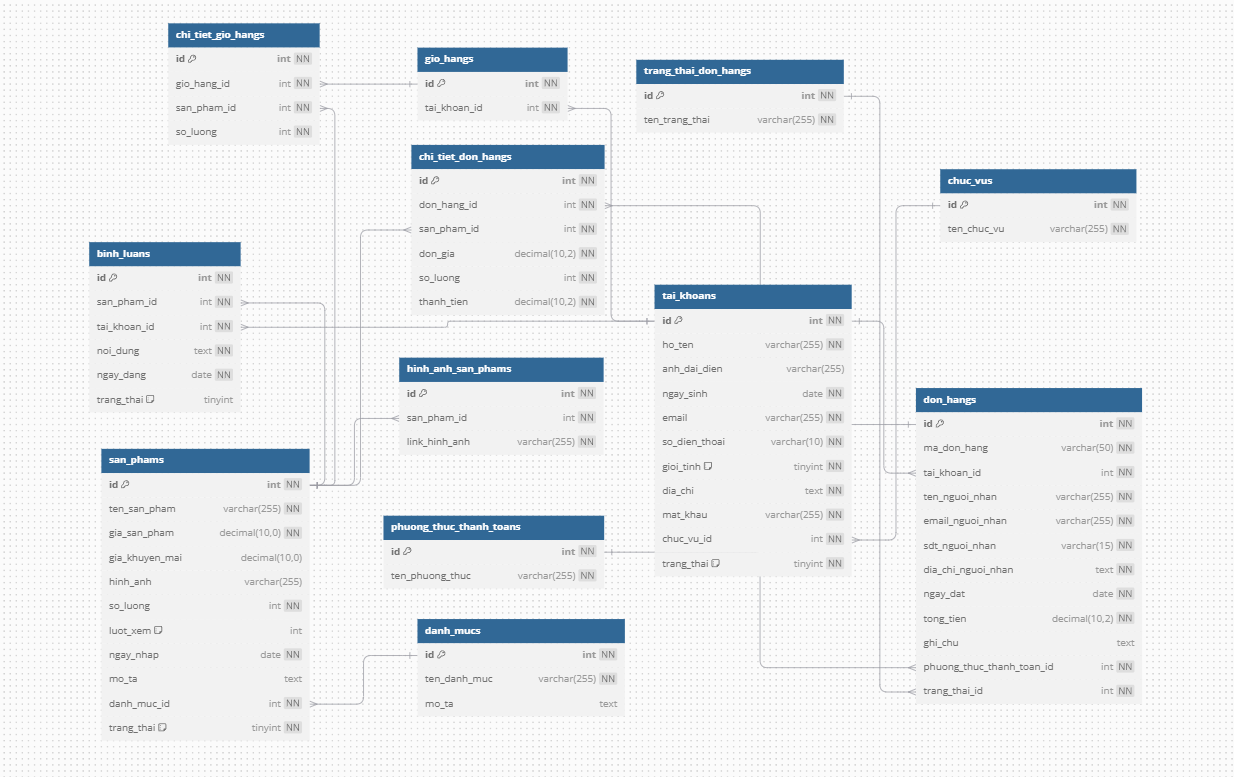 chi_tiet_gio_hangs
id int NN
gio_hang_id int NN
san_pham_id int NN
so_luong int NN
gio_hangs
id int NN
tai_khoan_id int NN
trang_thai_don_hangs
id int NN
ten_trang_thai varchar(255) NN
chi_tiet_don_hangs
id int NN
don_hang_id int NN
san_pham_id int NN
don_gia decimal(10,2) NN
so_luong int NN
thanh_tien decimal(10,2) NN
chuc_vus
id int NN
ten_chuc_vu varchar(255) NN
binh_luans
id int NN
san_pham_id int NN
tai_khoan_id int NN
noi_dung text NN
ngay_dang date NN
trang_thai tinyint
tai_khoans
id int NN
ho_ten varchar(255) NN
anh_dai_dien varchar(255)
ngay_sinh date NN
email varchar(255) NN
so_dien_thoai varchar(10) NN
gioi_tinh tinyint NN
dia_chi text NN
mat_khau varchar(255) NN
chuc_vu_id int NN
trang_thai tinyint NN
hinh_anh_san_phams
id int NN
san_pham_id int NN
link_hinh_anh varchar(255) NN
don_hangs
id int NN
ma_don_hang varchar(50) NN
tai_khoan_id int NN
ten_nguoi_nhan varchar(255) NN
email_nguoi_nhan varchar(255) NN
sdt_nguoi_nhan varchar(15) NN
dia_chi_nguoi_nhan text NN
ngay_dat date NN
tong_tien decimal(10,2) NN
ghi_chu text
phuong_thuc_thanh_toan_id int NN
trang_thai_id int NN
san_phams
id int NN
ten_san_pham varchar(255) NN
gia_san_pham decimal(10,0) NN
gia_khuyen_mai decimal(10,0)
hinh_anh varchar(255)
so_luong int NN
luot_xem int
ngay_nhap date NN
mo_ta text
danh_muc_id int NN
trang_thai tinyint NN
phuong_thuc_thanh_toans
id int NN
ten_phuong_thuc varchar(255) NN
danh_mucs
id int NN
ten_danh_muc varchar(255) NN
mo_ta text